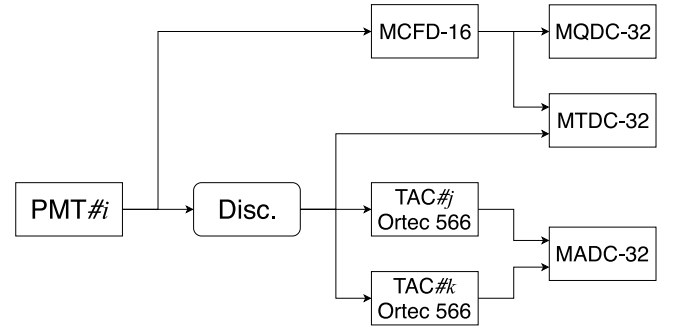 MCFD-16
MQDC-32
MTDC-32
PMT#i
Disc.
TAC#j
Ortec 566
MADC-32
TAC#k
Ortec 566